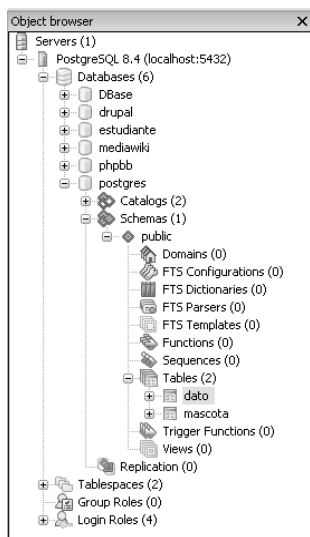 Object browser
Servers (1)
PostgreSQL 8.4 (localhost:5432)
Databases (6)
DBase
drupal
estudiante
mediawiki
phpbb
postgres
Catalogs (2)
Schemas (1)
public
Domains (0)
FTS Configurations (0)
FTS Dictionaries (0)
FTS Parsers (0)
FTS Templates (0)
Functions (0)
Sequences (0)
Tables (2)
dato
mascota
Trigger Functions (0)
Views (0)
Replication (0)
Tablespaces (2)
Group Roles (0)
Login Roles (4)